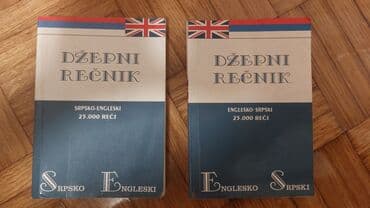 DŽEPNI
REČNIK
SRPSKO-ENGLESKI
25.000 REČI
SRPSKO ENGLESKI
DŽEPNI
REČNIK
ENGLESKO-SRPSKI
25.000 REČI
ENGLESKO SRPSKI